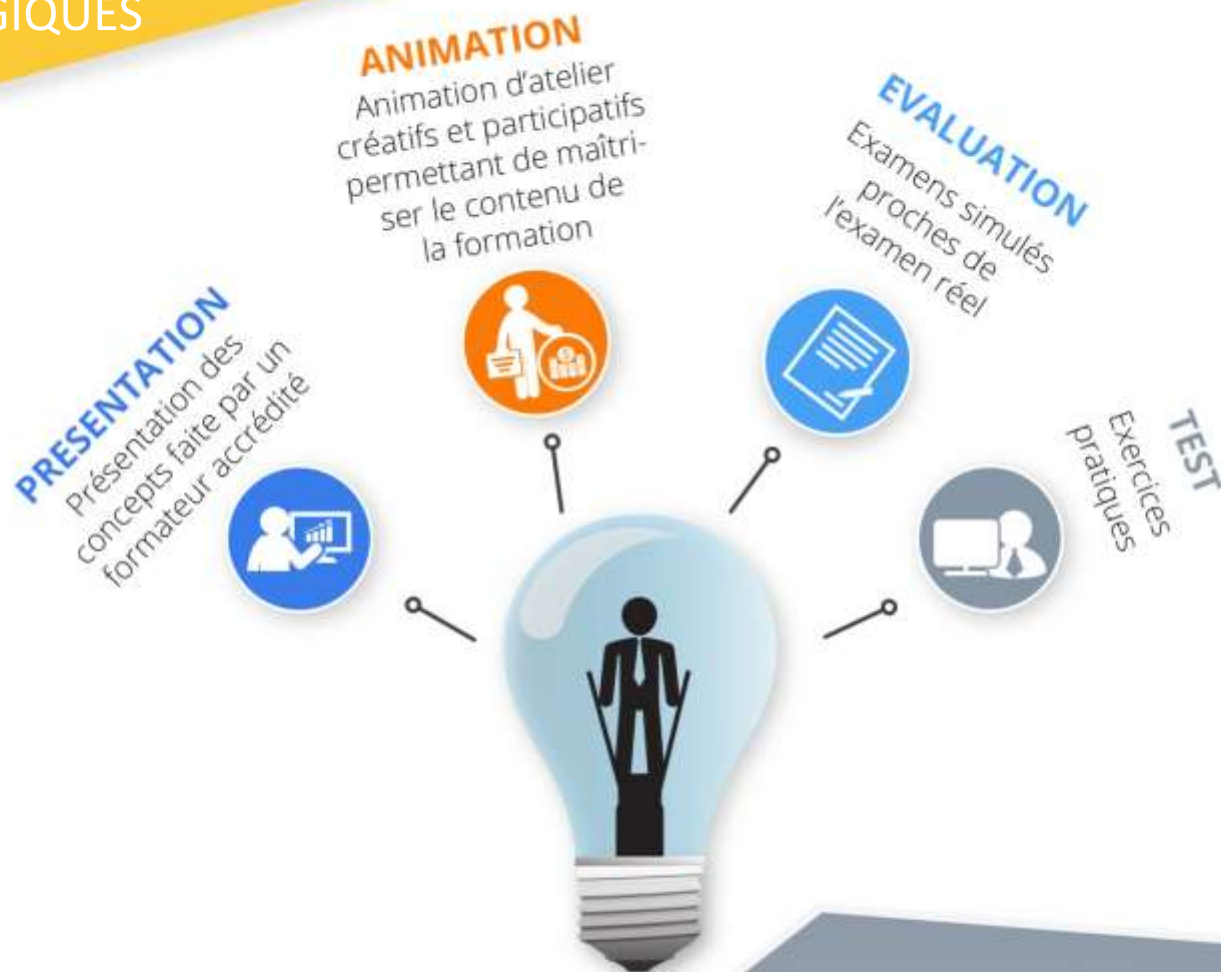 GIQUES
ANIMATION
Animation d'atelier
créatifs et participatifs
permettant de maîtri-
ser le contenu de
la formation
EVALUATION
Examens simulés
proches de
l'examen réel
PRESENTATION
Présentation des
concepts faite par un
formateur accrédité
TEST
Exercices
pratiques